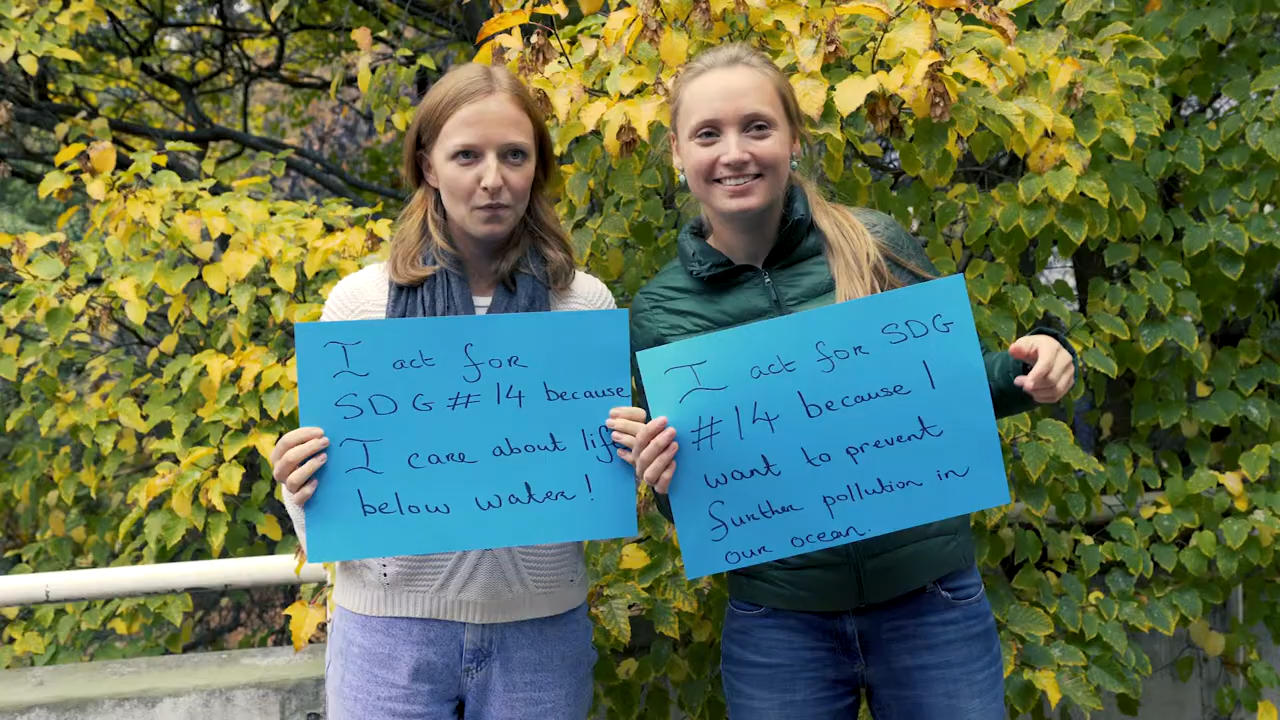 I act for
SDG #14 because
I care about life
below water!
I act for SDG
#14 because I
want to prevent
further pollution in
our ocean.